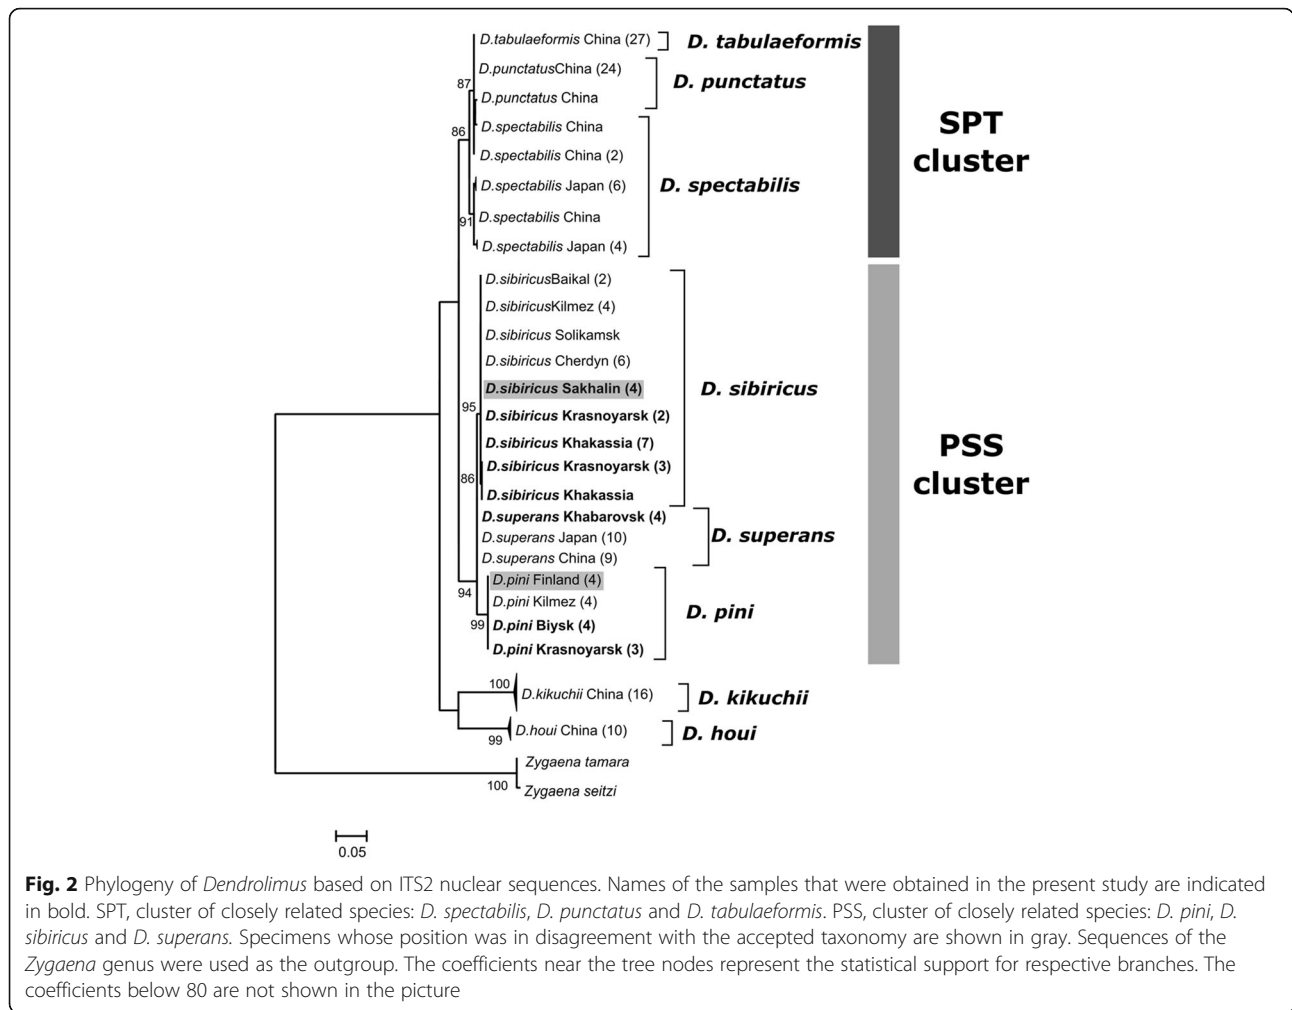 D.tabulaeformis China (27)
D. tabulaeformis
87
D.punctatusChina (24)
D. punctatus
D.punctatus China
86
D.spectabilis China
D.spectabilis China (2)
D.spectabilis Japan (6)
D. spectabilis
91
D.spectabilis China
D.spectabilis Japan (4)
SPT
cluster
D.sibiricusBaikal (2)
D.sibiricusKilmez (4)
D.sibiricus Solikamsk
D.sibiricus Cherdyn (6)
D.sibiricus Sakhalin (4)
D. sibiricus
95
D.sibiricus Krasnoyarsk (2)
D.sibiricus Khakassia (7)
D.sibiricus Krasnoyarsk (3)
86
D.sibiricus Khakassia
D.superans Khabarovsk (4)
D.superans Japan (10)
D. superans
D.superans China (9)
D.pini Finland (4)
94
D.pini Kilmez (4)
D. pini
99
D.pini Biysk (4)
D.pini Krasnoyarsk (3)
PSS
cluster
100
D.kikuchii China (16)
D. kikuchii
99
D.houi China (10)
D. houi
Zygaena tamara
100
Zygaena seitzi
0.05
Fig. 2 Phylogeny of Dendrolimus based on ITS2 nuclear sequences. Names of the samples that were obtained in the present study are indicated
in bold. SPT, cluster of closely related species: D. spectabilis, D. punctatus and D. tabulaeformis. PSS, cluster of closely related species: D. pini, D.
sibiricus and D. superans. Specimens whose position was in disagreement with the accepted taxonomy are shown in gray. Sequences of the
Zygaena genus were used as the outgroup. The coefficients near the tree nodes represent the statistical support for respective branches. The
coefficients below 80 are not shown in the picture